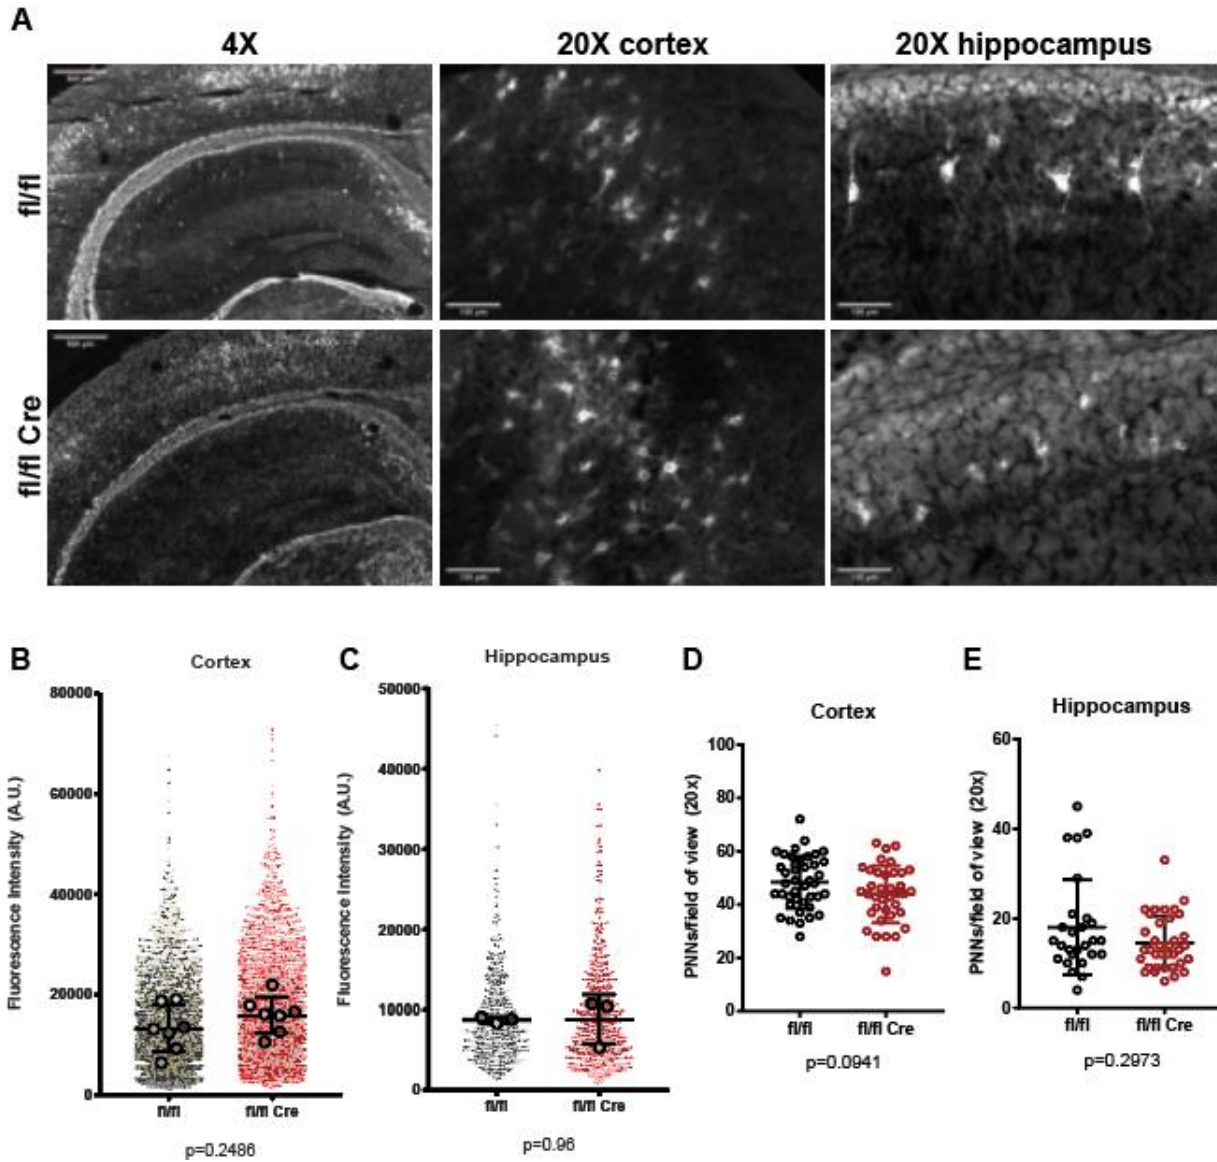 A
4X
20X cortex
20X hippocampus
fl/fl
fl/fl Cre
B
Cortex
Fluorescence Intensity (A.U.)
80000
60000
40000
20000
0
fl/fl
fl/fl Cre
p=0.2486
C
Hippocampus
Fluorescence Intensity (A.U.)
50000
40000
30000
20000
10000
0
fl/fl
fl/fl Cre
p=0.96
D
Cortex
PNNs/field of view (20x)
100
80
60
40
20
0
fl/fl
fl/fl Cre
p=0.0941
E
Hippocampus
PNNs/field of view (20x)
60
40
20
0
fl/fl
fl/fl Cre
p=0.2973